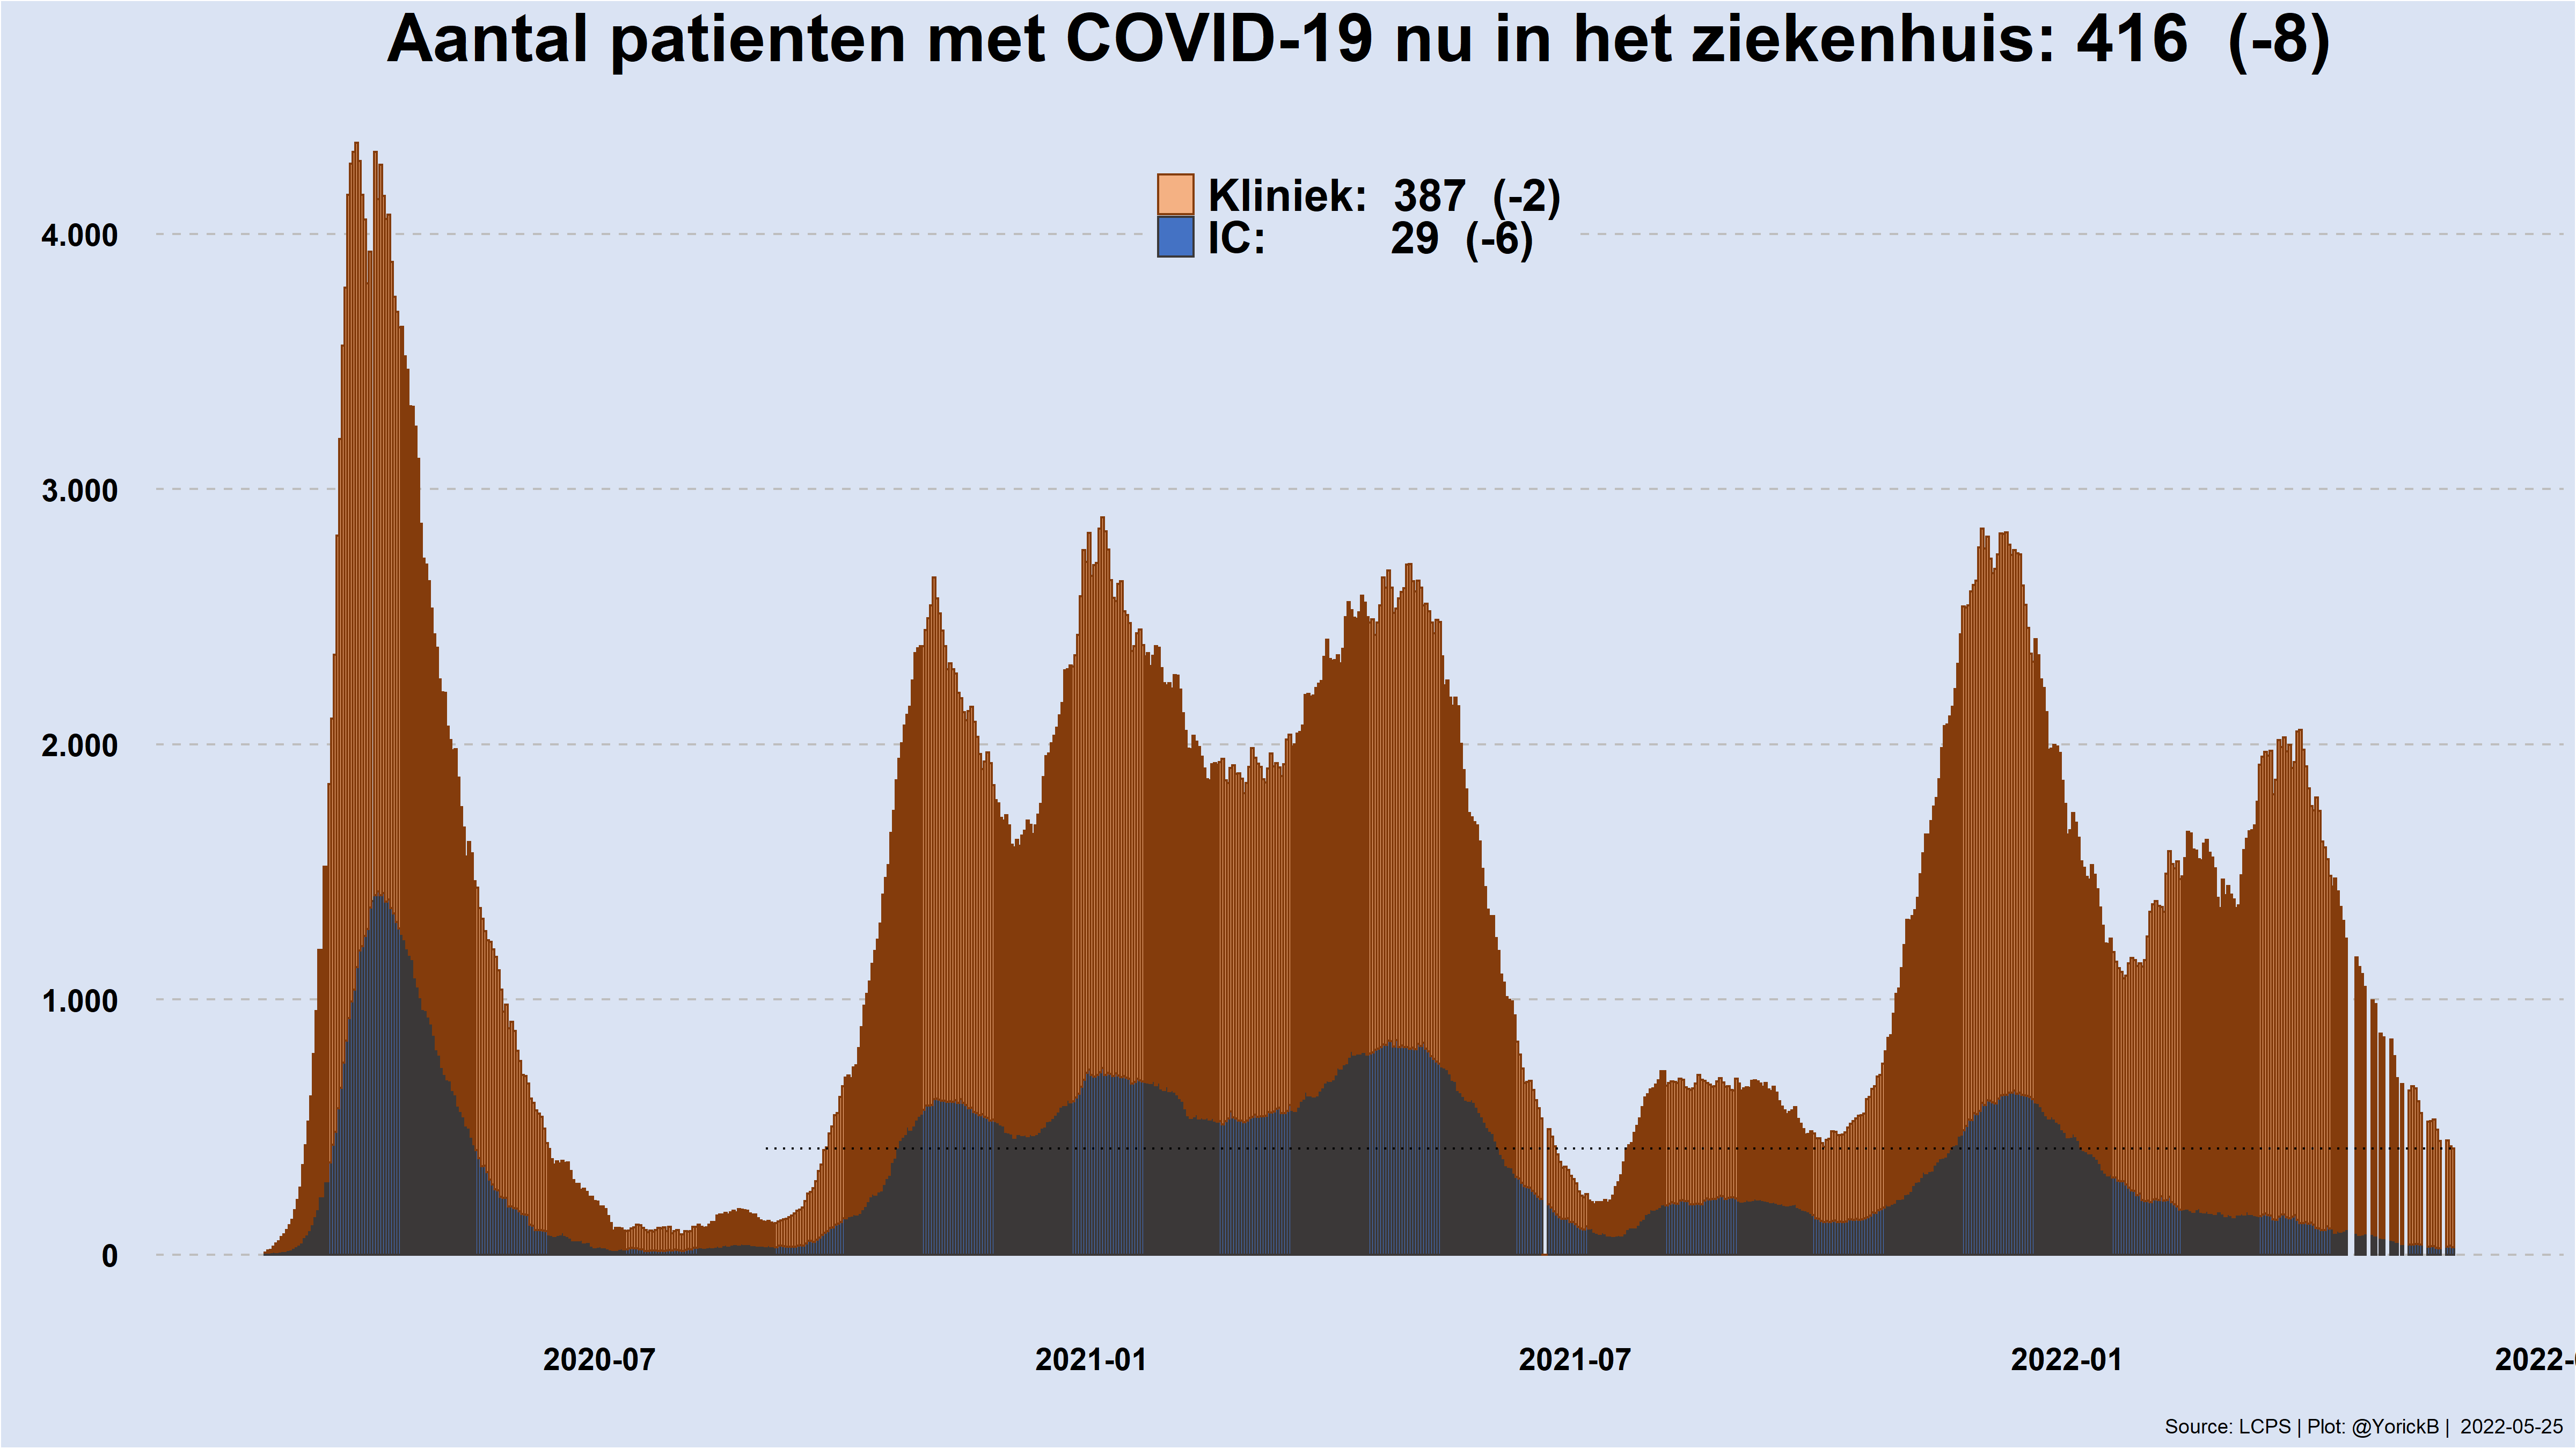 Aantal patienten met COVID-19 nu in het ziekenhuis: 416 (-8)
Kliniek: 387 (-2)
IC: 29 (-6)
4.000
3.000
2.000
1.000
0
2020-07 2021-01 2021-07 2022-01 2022-
Source: LCPS | Plot: @YorickB | 2022-05-25